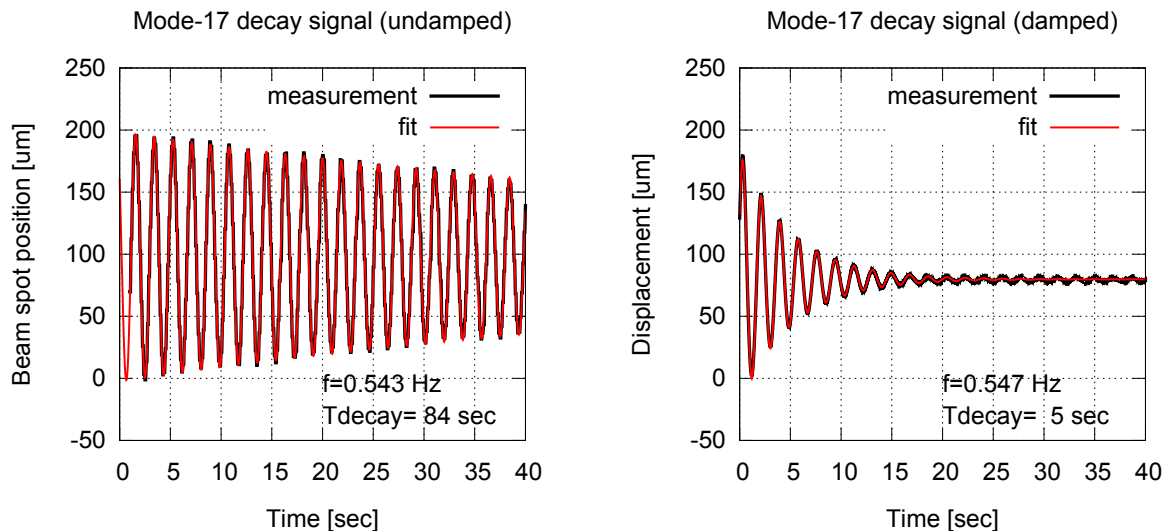 Mode-17 decay signal (undamped)
250
200
150
100
50
0
-50
Beam spot position [um]
measurement
fit
f=0.543 Hz
Tdecay= 84 sec
0 5 10 15 20 25 30 35 40
Time [sec]
Mode-17 decay signal (damped)
250
200
150
100
50
0
-50
Displacement [um]
measurement
fit
f=0.547 Hz
Tdecay=  5 sec
0 5 10 15 20 25 30 35 40
Time [sec]